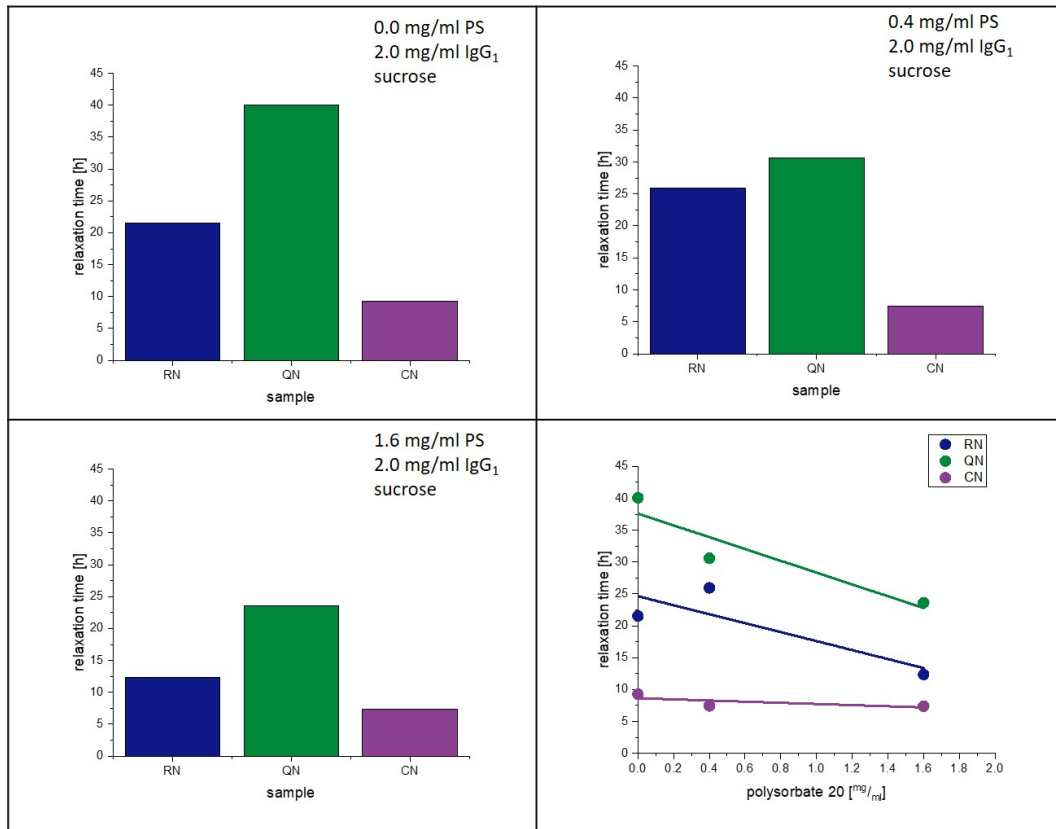 0.0 mg/ml PS
2.0 mg/ml IgG₁
sucrose
45
40
35
30
25
20
15
10
5
0
relaxation time [h]
RN QN CN
sample
0.4 mg/ml PS
2.0 mg/ml IgG₁
sucrose
45
40
35
30
25
20
15
10
5
0
relaxation time [h]
RN QN CN
sample
1.6 mg/ml PS
2.0 mg/ml IgG₁
sucrose
45
40
35
30
25
20
15
10
5
0
relaxation time [h]
RN QN CN
sample
RN
QN
CN
45
40
35
30
25
20
15
10
5
0
relaxation time [h]
0.0 0.2 0.4 0.6 0.8 1.0 1.2 1.4 1.6 1.8 2.0
polysorbate 20 [mg/ml]